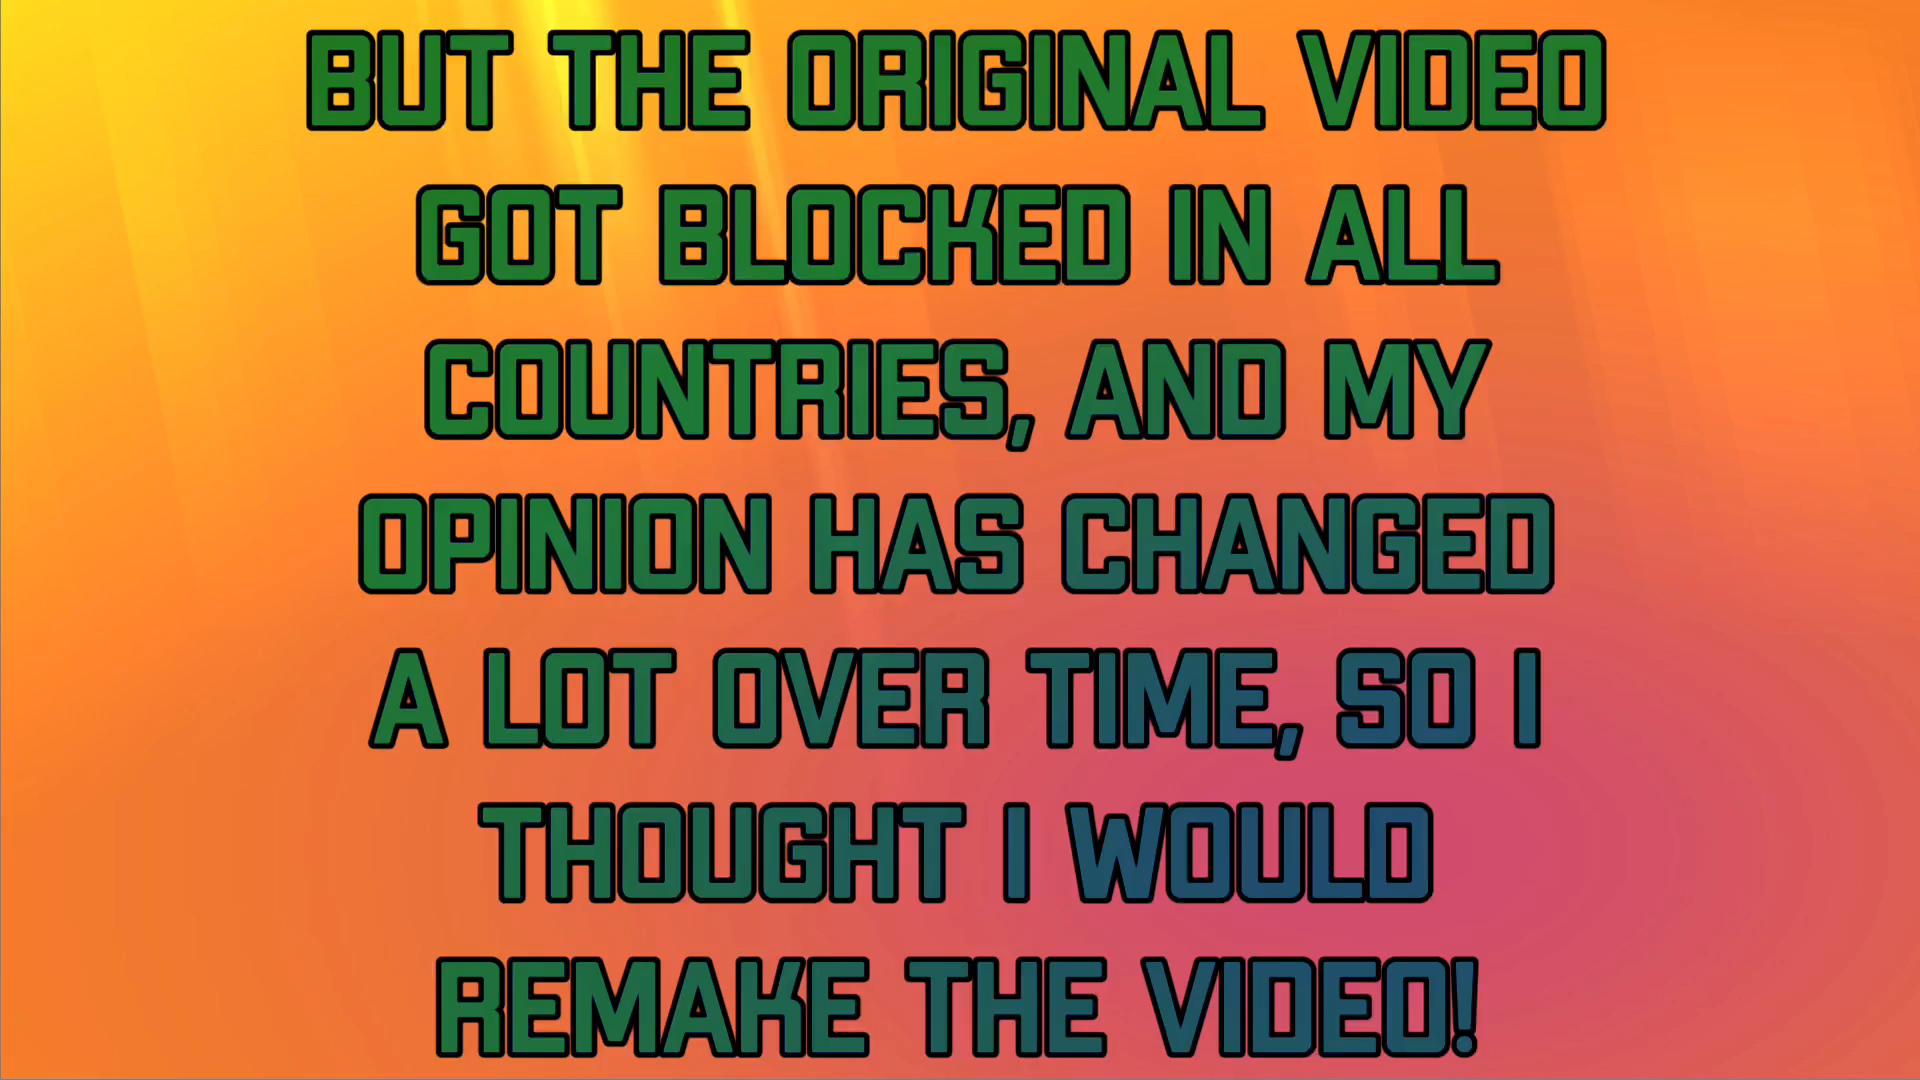 BUT THE ORIGINAL VIDEO
GOT BLOCKED IN ALL
COUNTRIES, AND MY
OPINION HAS CHANGED
A LOT OVER TIME, SO I
THOUGHT I WOULD
REMAKE THE VIDEO!